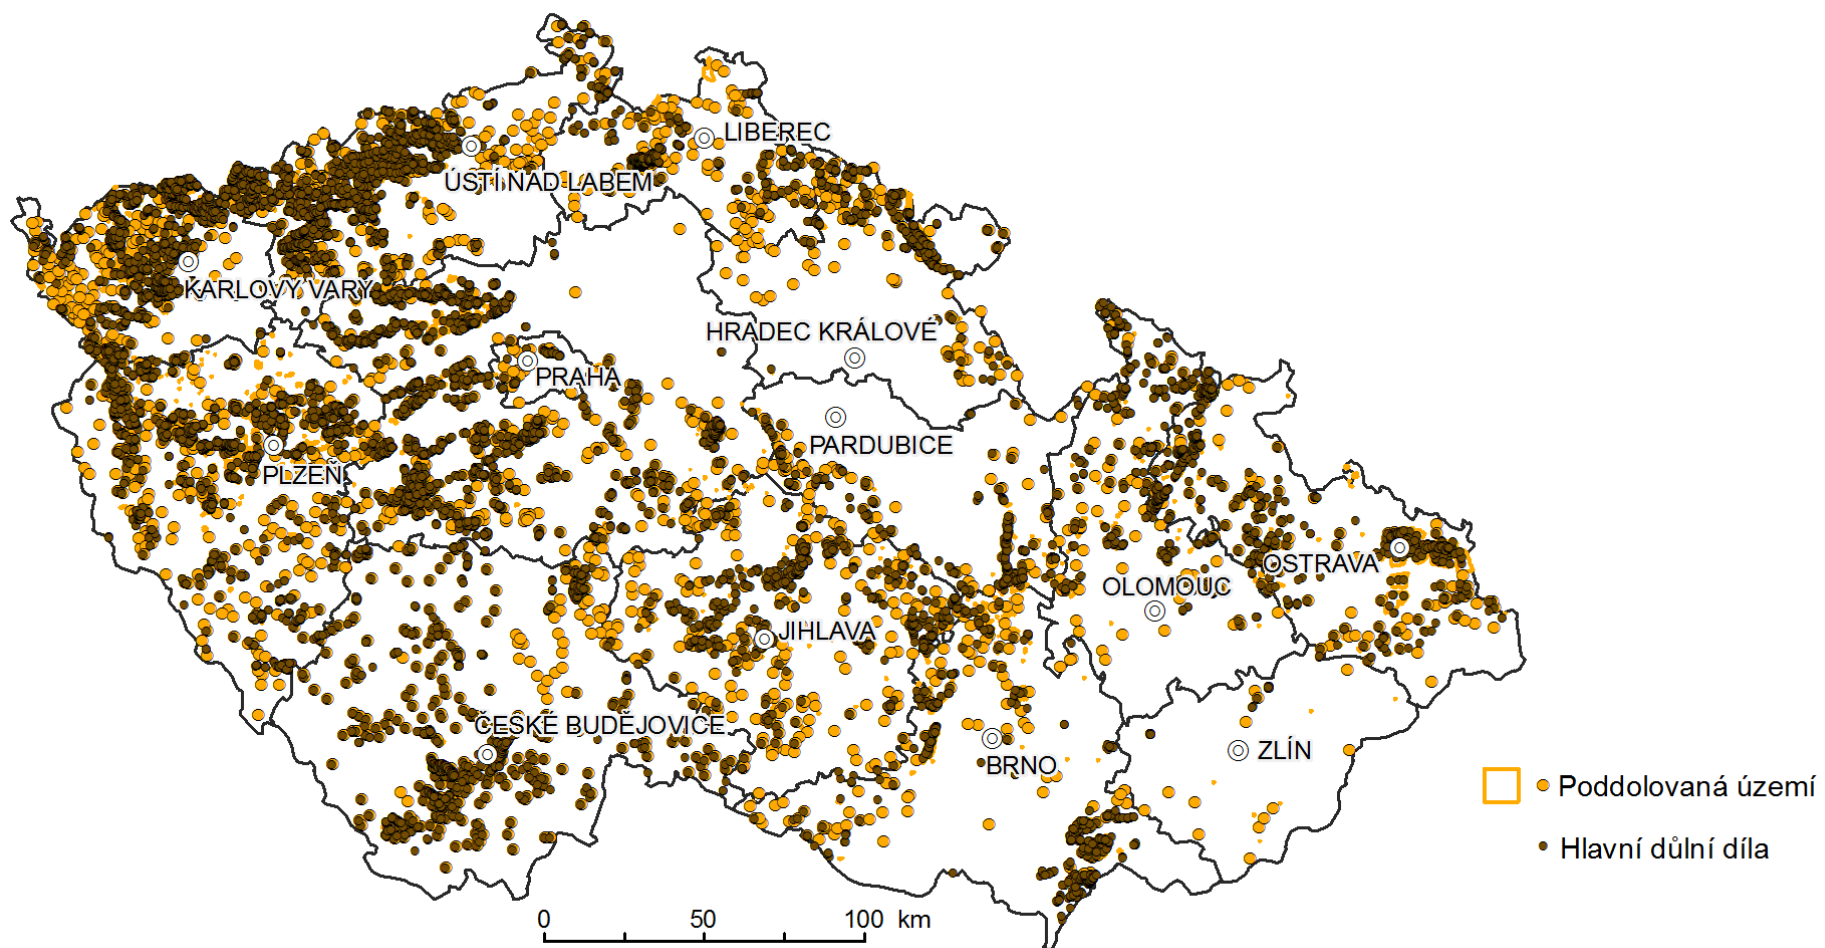 LIBEREC
ÚSTÍ NAD LABEM
KARLOVY VARY
HRADEC KRÁLOVÉ
PRAHA
PARDUBICE
PLZEŇ
OSTRAVA
OLOMOUC
JIHLAVA
ČESKÉ BUDĚJOVICE
BRNO
ZLÍN
Poddolovaná území
Hlavní důlní díla
0 50 100 km